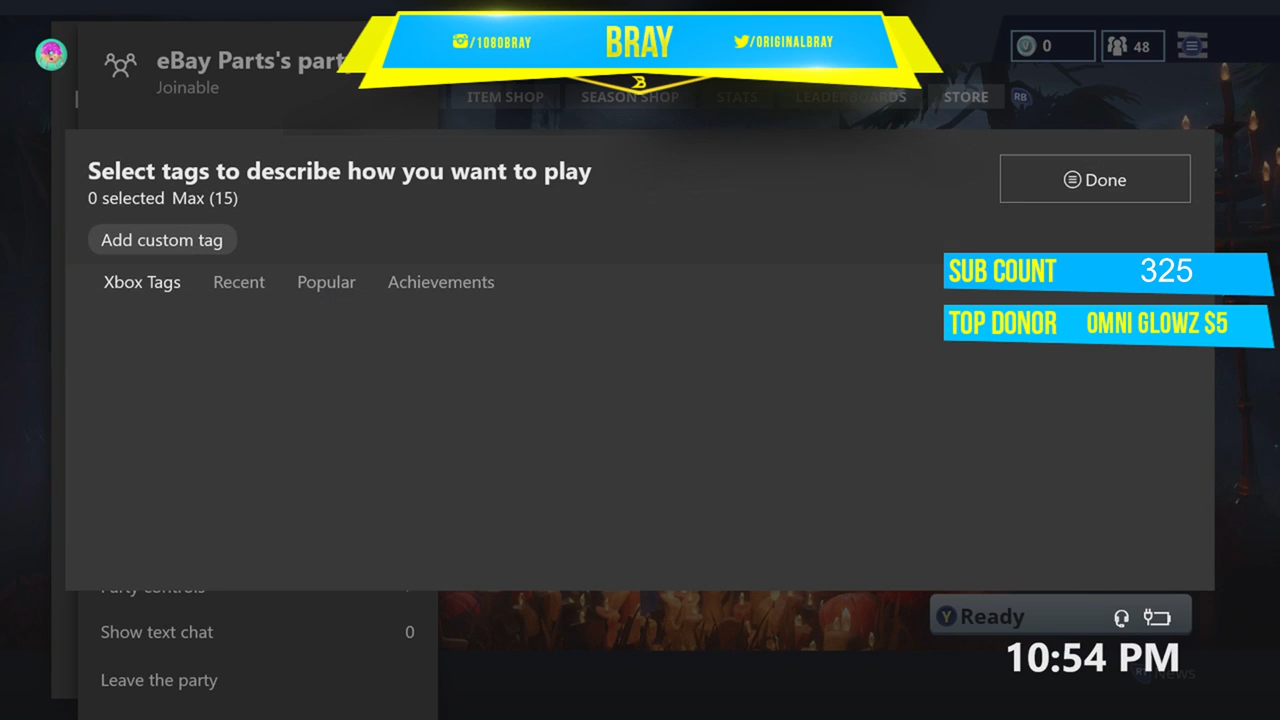 /1080BRAY
BRAY
/ORIGINALBRAY
eBay Parts's part
Joinable
0
48
ITEM SHOP
SEASON SHOP
STATS
LEADERBOARDS
STORE
RB
Select tags to describe how you want to play
0 selected Max (15)
Done
Add custom tag
Xbox Tags
Recent
Popular
Achievements
SUB COUNT 325
TOP DONOR OMNI GLOWZ $5
Party controls
Show text chat 0
Leave the party
Y Ready
10:54 PM
News